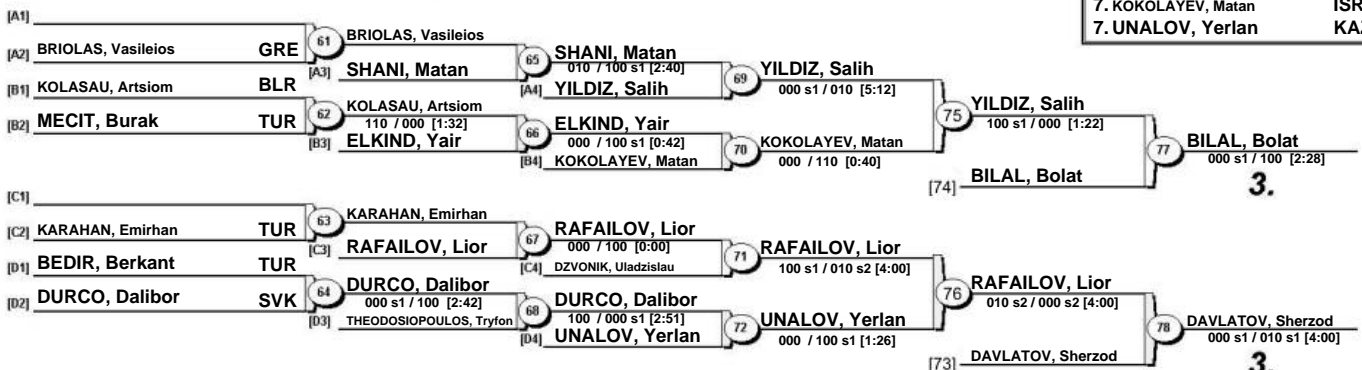 7. KOKOLAYEV, Matan ISR
7. UNALOV, Yerlan KAZ
[A1]
[A2] BRIOLAS, Vasileios GRE
61
BRIOLAS, Vasileios
[A3] SHANI, Matan
65
SHANI, Matan
010 / 100 s1 [2:40]
[A4] YILDIZ, Salih
69
YILDIZ, Salih
000 s1 / 010 [5:12]
[B1] KOLASAU, Artsiom BLR
[B2] MECIT, Burak TUR
62
KOLASAU, Artsiom
110 / 000 [1:32]
[B3] ELKIND, Yair
66
ELKIND, Yair
000 / 100 s1 [0:42]
[B4] KOKOLAYEV, Matan
70
KOKOLAYEV, Matan
000 / 110 [0:40]
75
YILDIZ, Salih
100 s1 / 000 [1:22]
[74] BILAL, Bolat
77
BILAL, Bolat
000 s1 / 100 [2:28]
3.
[C1]
[C2] KARAHAN, Emirhan TUR
63
KARAHAN, Emirhan
[C3] RAFAILOV, Lior
67
RAFAILOV, Lior
000 / 100 [0:00]
[C4] DZVONIK, Uladzislau
71
RAFAILOV, Lior
100 s1 / 010 s2 [4:00]
[D1] BEDIR, Berkant TUR
[D2] DURCO, Dalibor SVK
64
DURCO, Dalibor
000 s1 / 100 [2:42]
[D3] THEODOSIOPOULOS, Tryfon
68
DURCO, Dalibor
100 / 000 s1 [2:51]
[D4] UNALOV, Yerlan
72
UNALOV, Yerlan
000 / 100 s1 [1:26]
76
RAFAILOV, Lior
010 s2 / 000 s2 [4:00]
[73] DAVLATOV, Sherzod
78
DAVLATOV, Sherzod
000 s1 / 010 s1 [4:00]
3.